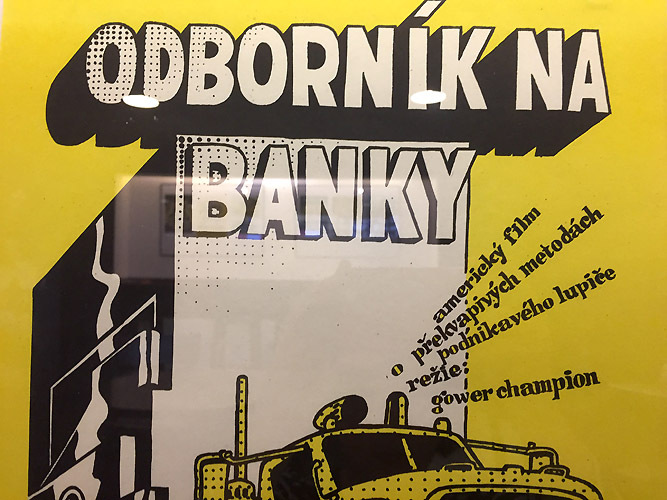 ODBORNÍK NA
BANKY
americký film
o překvapivých metodách
podnikavého lupiče
režie:
gower champion